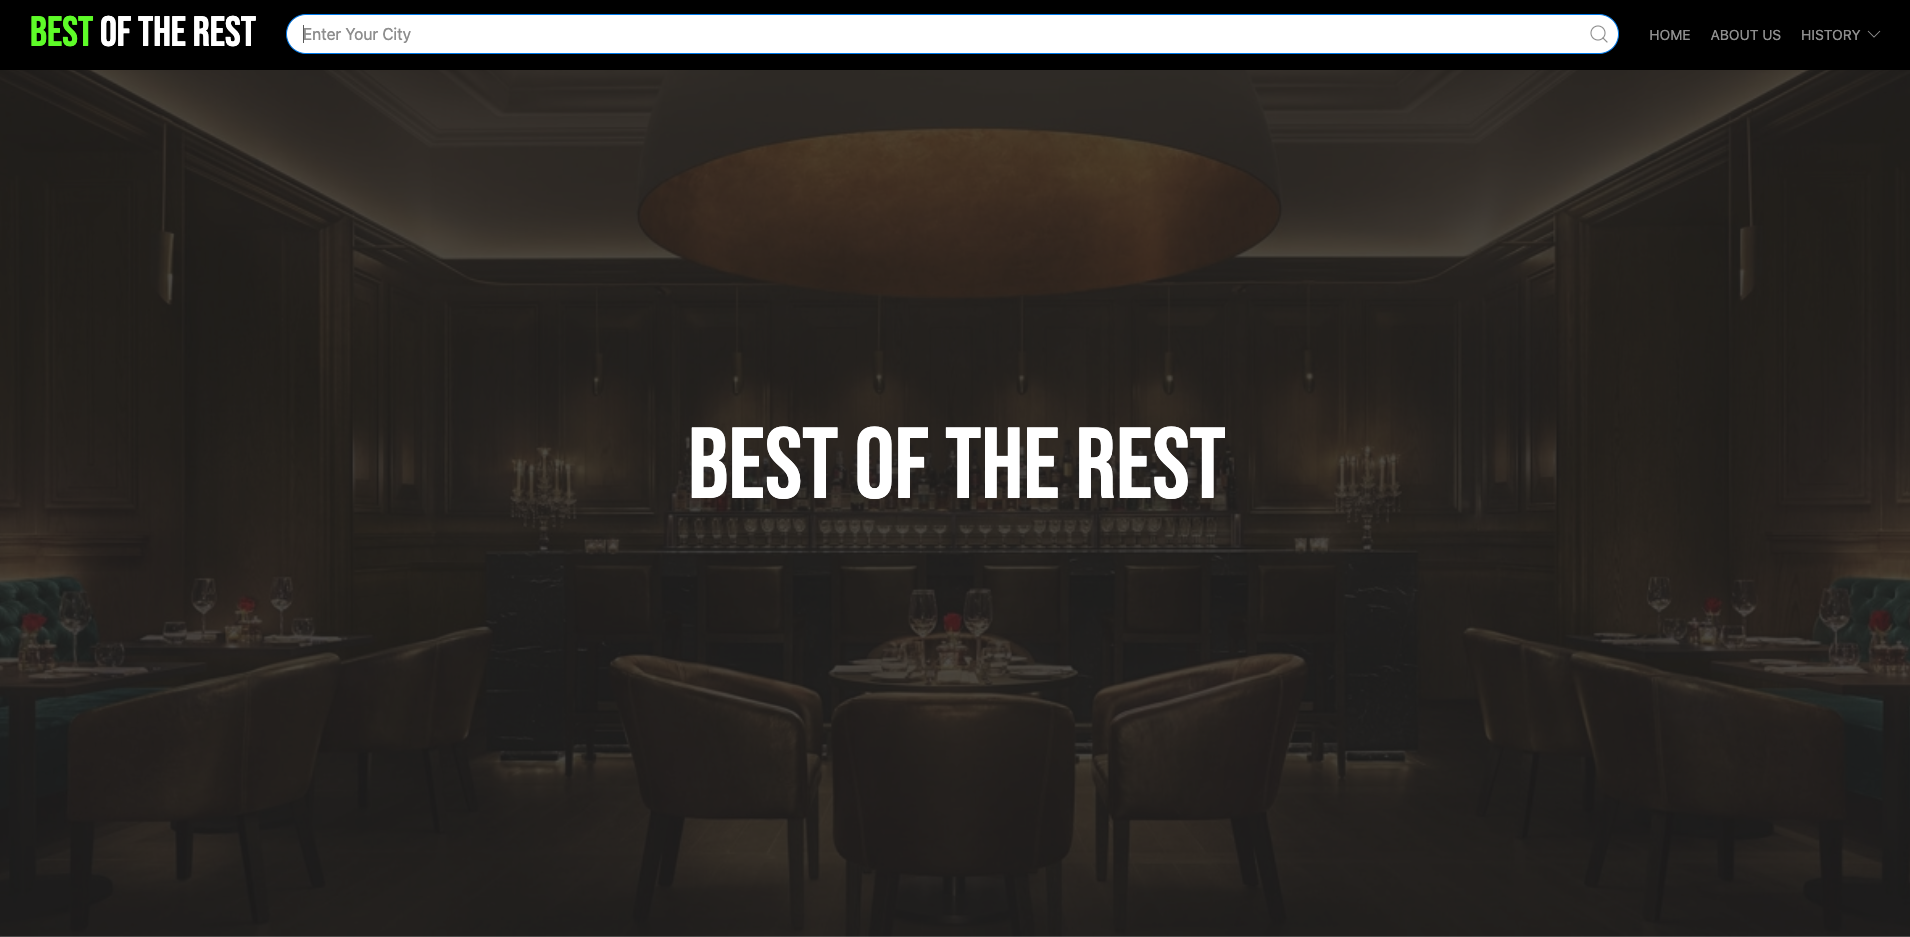 BEST OF THE REST
Enter Your City
HOME
ABOUT US
HISTORY
BEST OF THE REST